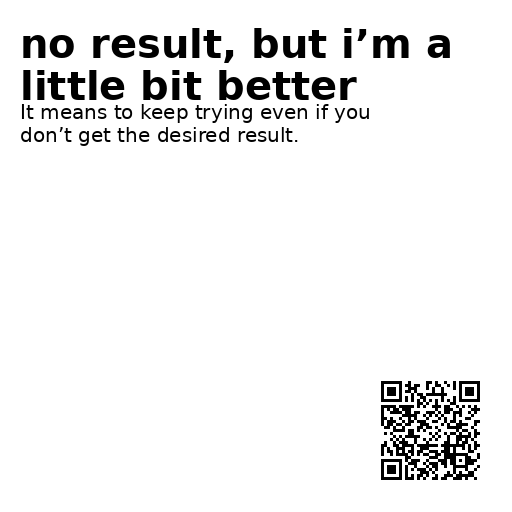 no result, but i’m a
little bit better
It means to keep trying even if you
don’t get the desired result.